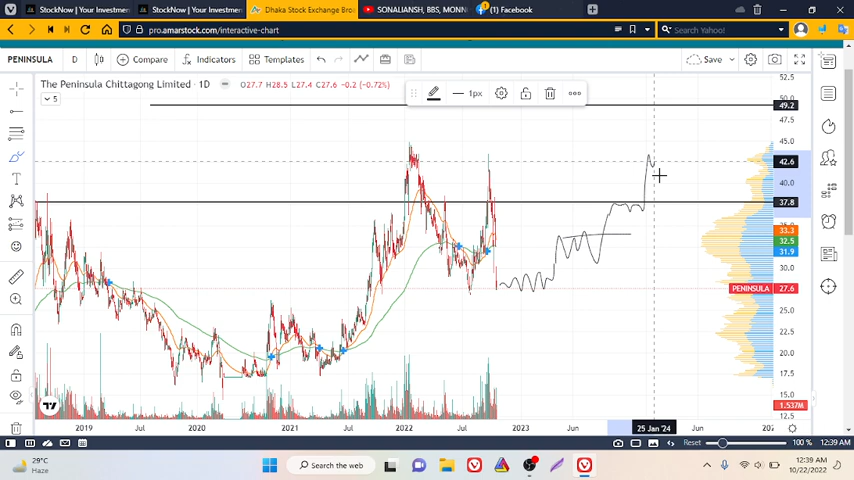 StockNow | Your Investmen
StockNow | Your Investmen
Dhaka Stock Exchange Bro
SONALIANSH, BBS, MONN
Facebook
pro.amarstock.com/interactive-chart
Search Yahoo!
PENINSULA
D
Compare
Indicators
Templates
Save
The Peninsula Chittagong Limited · 1D
O27.7 H28.5 L27.4 C27.6 -0.2 (-0.72%)
5
1px
52.5
49.2
47.5
45.0
42.6
40.0
37.8
35.0
33.3
32.5
31.9
30.0
PENINSULA 27.6
25.0
22.5
20.0
17.5
15.0
1.537M
12.5
2019
2020
2021
Jul
2022
Jul
2023
Jun
25 Jan '24
202
Reset
100 %
12:39 AM
29°C
Haze
Search the web
12:39 AM
10/22/2022